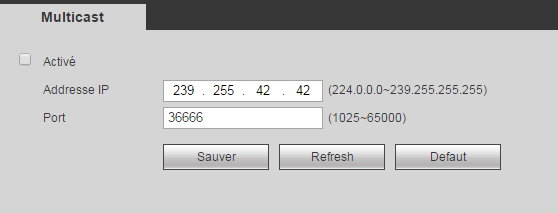 Multicast
Activé
Addresse IP 239 . 255 . 42 . 42 (224.0.0.0~239.255.255.255)
Port 36666 (1025~65000)
Sauver Refresh Defaut